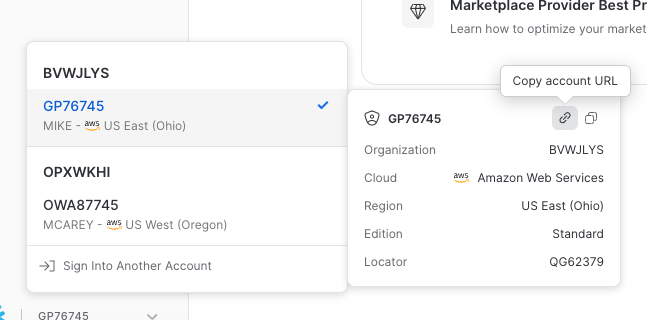 Marketplace Provider Best Pr
Learn how to optimize your market
Copy account URL
BVWJLYS
GP76745
MIKE - aws US East (Ohio)
OPXWKHI
OWA87745
MCAREY - aws US West (Oregon)
Sign Into Another Account
GP76745
GP76745
Organization BVWJLYS
Cloud aws Amazon Web Services
Region US East (Ohio)
Edition Standard
Locator QG62379